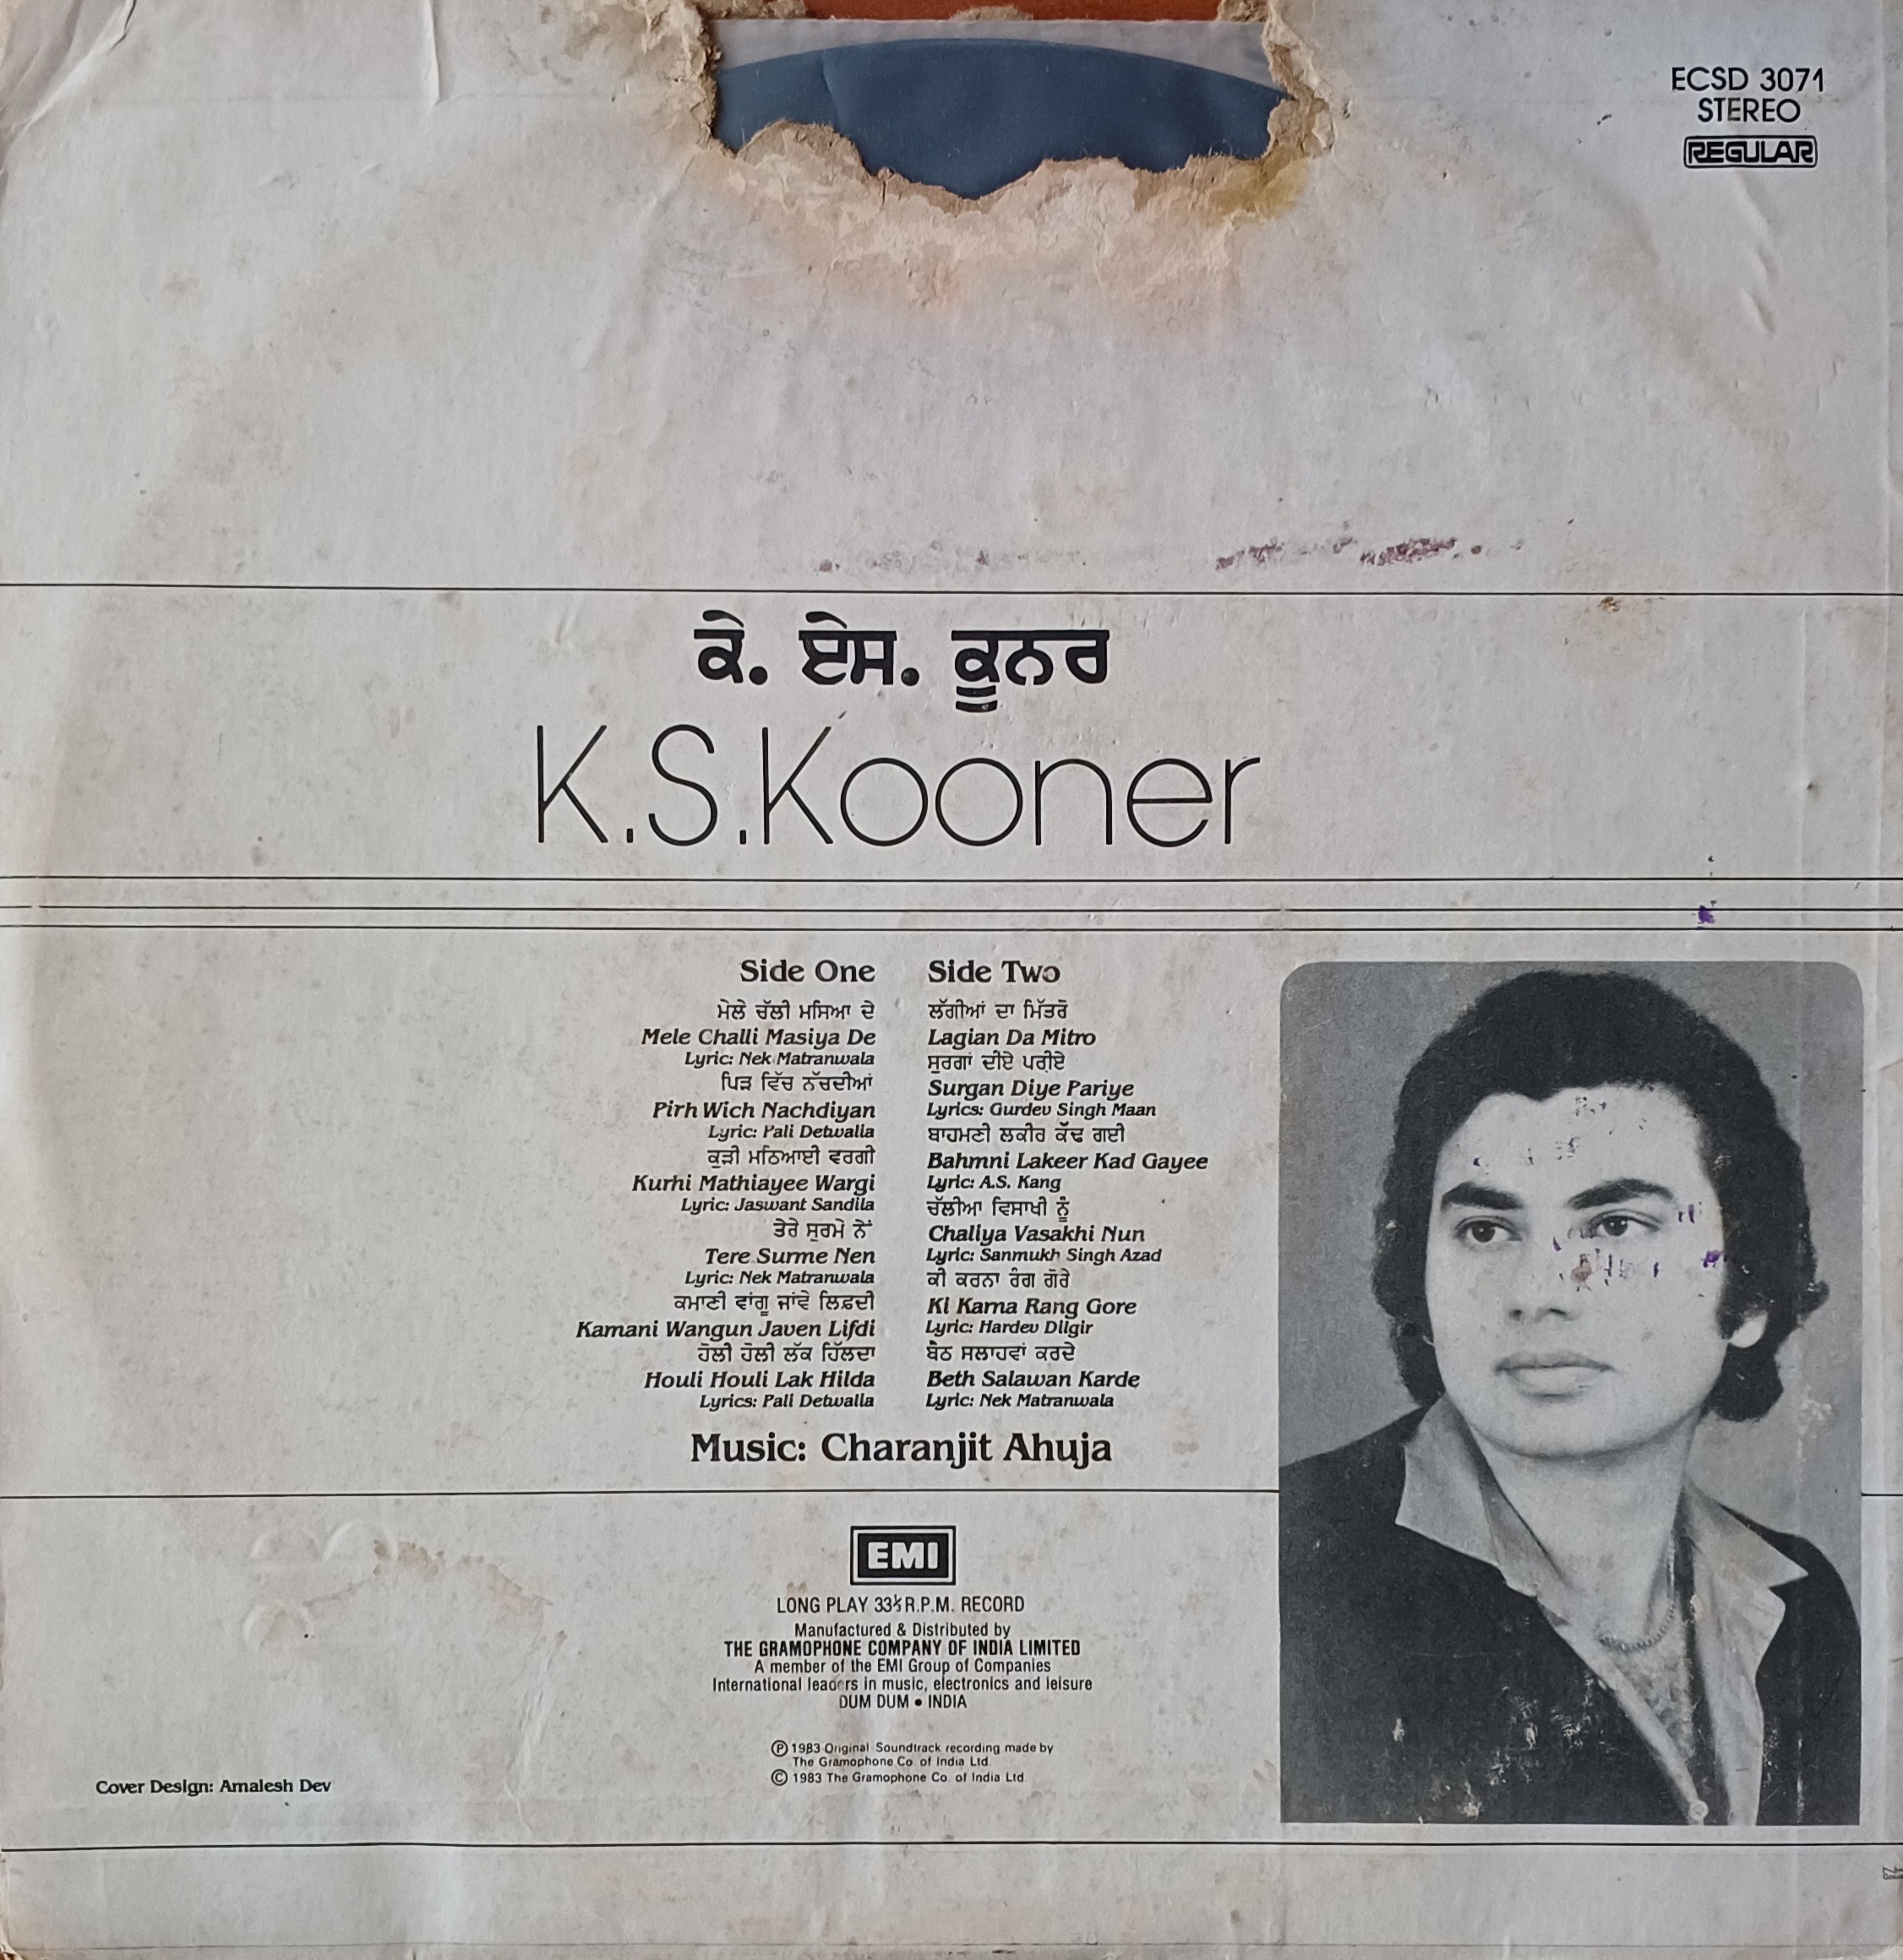 ECSD 3071
STEREO
REGULAR
ਕੇ. ਏਸ. ਕੂਨਰ
K.S.Kooner
Side One
ਮੇਲੇ ਚੱਲੀ ਮਸਿਆ ਦੇ
Mele Challi Masiya De
Lyric: Nek Matranwala
ਪਿੜ ਵਿੱਚ ਨੱਚਦੀਆਂ
Pirh Wich Nachdiyan
Lyric: Pali Detwalia
ਕੁੜੀ ਮਠਿਆਈ ਵਰਗੀ
Kurhi Mathiayee Wargi
Lyric: Jaswant Sandila
ਤੇਰੇ ਸੁਰਮੇ ਨੇਂ
Tere Surme Nen
Lyric: Nek Matranwala
ਕਮਾਣੀ ਵਾਂਗੂ ਜਾਂਵੇ ਲਿਫ਼ਦੀ
Kamani Wangun Javen Lifdi
ਹੋਲੀ ਹੋਲੀ ਲੱਕ ਹਿੱਲਦਾ
Houli Houli Lak Hilda
Lyrics: Pali Detwalia
Side Two
ਲੱਗੀਆਂ ਦਾ ਮਿੱਤਰੋ
Lagian Da Mitro
ਸੁਰਗਾਂ ਦੀਏ ਪਰੀਏ
Surgan Diye Pariye
Lyrics: Gurdev Singh Maan
ਬਾਹਮਣੀ ਲਕੀਰ ਕੱਢ ਗਈ
Bahmni Lakeer Kad Gayee
Lyric: A.S. Kang
ਚੱਲੀਆ ਵਿਸਾਖੀ ਨੂੰ
Chaliya Vasakhi Nun
Lyric: Sanmukh Singh Azad
ਕੀ ਕਰਨਾ ਰੰਗ ਗੋਰੇ
Ki Karna Rang Gore
Lyric: Hardev Dilgir
ਬੈਠ ਸਲਾਹਵਾਂ ਕਰਦੇ
Beth Salawan Karde
Lyric: Nek Matranwala
Music: Charanjit Ahuja
EMI
LONG PLAY 33⅓ R.P.M. RECORD
Manufactured & Distributed by
THE GRAMOPHONE COMPANY OF INDIA LIMITED
A member of the EMI Group of Companies
International leaders in music, electronics and leisure
DUM DUM • INDIA
Ⓟ 1983 Original Soundtrack recording made by
The Gramophone Co. of India Ltd.
© 1983 The Gramophone Co. of India Ltd.
Cover Design: Amalesh Dev